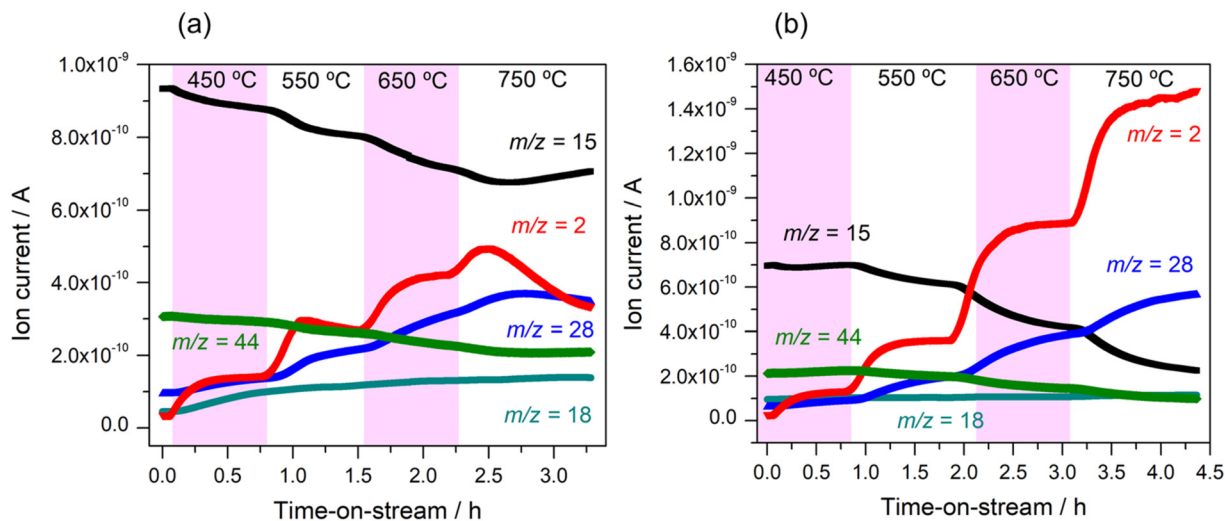 (a)
1.0x10⁻⁹
8.0x10⁻¹⁰
6.0x10⁻¹⁰
4.0x10⁻¹⁰
2.0x10⁻¹⁰
0.0
Ion current / A
450 ºC 550 ºC 650 ºC 750 ºC
m/z = 15
m/z = 2
m/z = 44
m/z = 28
m/z = 18
0.0 0.5 1.0 1.5 2.0 2.5 3.0
Time-on-stream / h
(b)
1.6x10⁻⁹
1.4x10⁻⁹
1.2x10⁻⁹
1.0x10⁻⁹
8.0x10⁻¹⁰
6.0x10⁻¹⁰
4.0x10⁻¹⁰
2.0x10⁻¹⁰
0.0
Ion current / A
450 ºC 550 ºC 650 ºC 750 ºC
m/z = 2
m/z = 15
m/z = 28
m/z = 44
m/z = 18
0.0 0.5 1.0 1.5 2.0 2.5 3.0 3.5 4.0 4.5
Time-on-stream / h